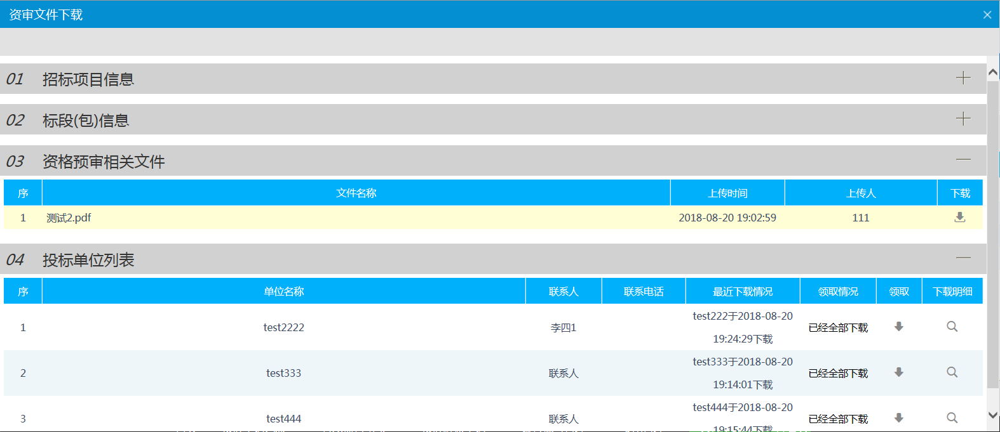 资审文件下载
01 招标项目信息
02 标段(包)信息
03 资格预审相关文件
序 文件名称 上传时间 上传人 下载
1 测试2.pdf 2018-08-20 19:02:59 111
04 投标单位列表
序 单位名称 联系人 联系电话 最近下载情况 领取情况 领取 下载明细
test222于2018-08-20
1 test2222 李四1 已经全部下载
19:24:29下载
test333于2018-08-20
2 test333 联系人 已经全部下载
19:14:01下载
test444于2018-08-20
3 test444 联系人 已经全部下载
19:15:44下载